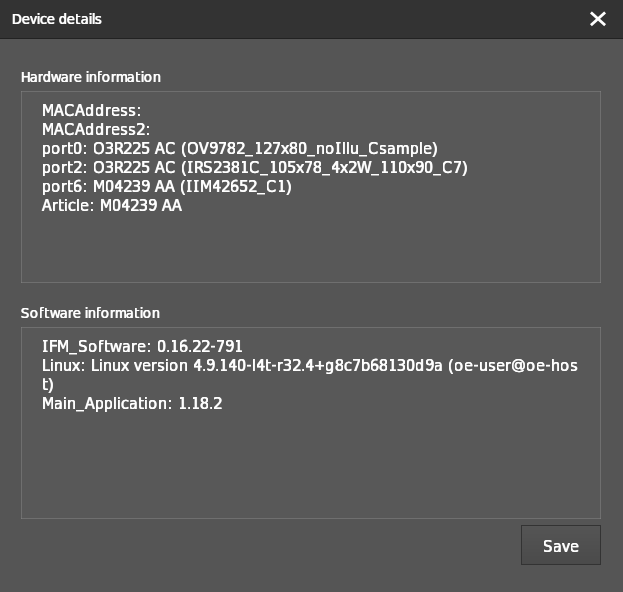 Device details
Hardware information
MACAddress:
MACAddress2:
port0: O3R225 AC (OV9782_127x80_noIllu_Csample)
port2: O3R225 AC (IRS2381C_105x78_4x2W_110x90_C7)
port6: M04239 AA (IIM42652_C1)
Article: M04239 AA
Software information
IFM_Software: 0.16.22-791
Linux: Linux version 4.9.140-l4t-r32.4+g8c7b68130d9a (oe-user@oe-hos
t)
Main_Application: 1.18.2
Save